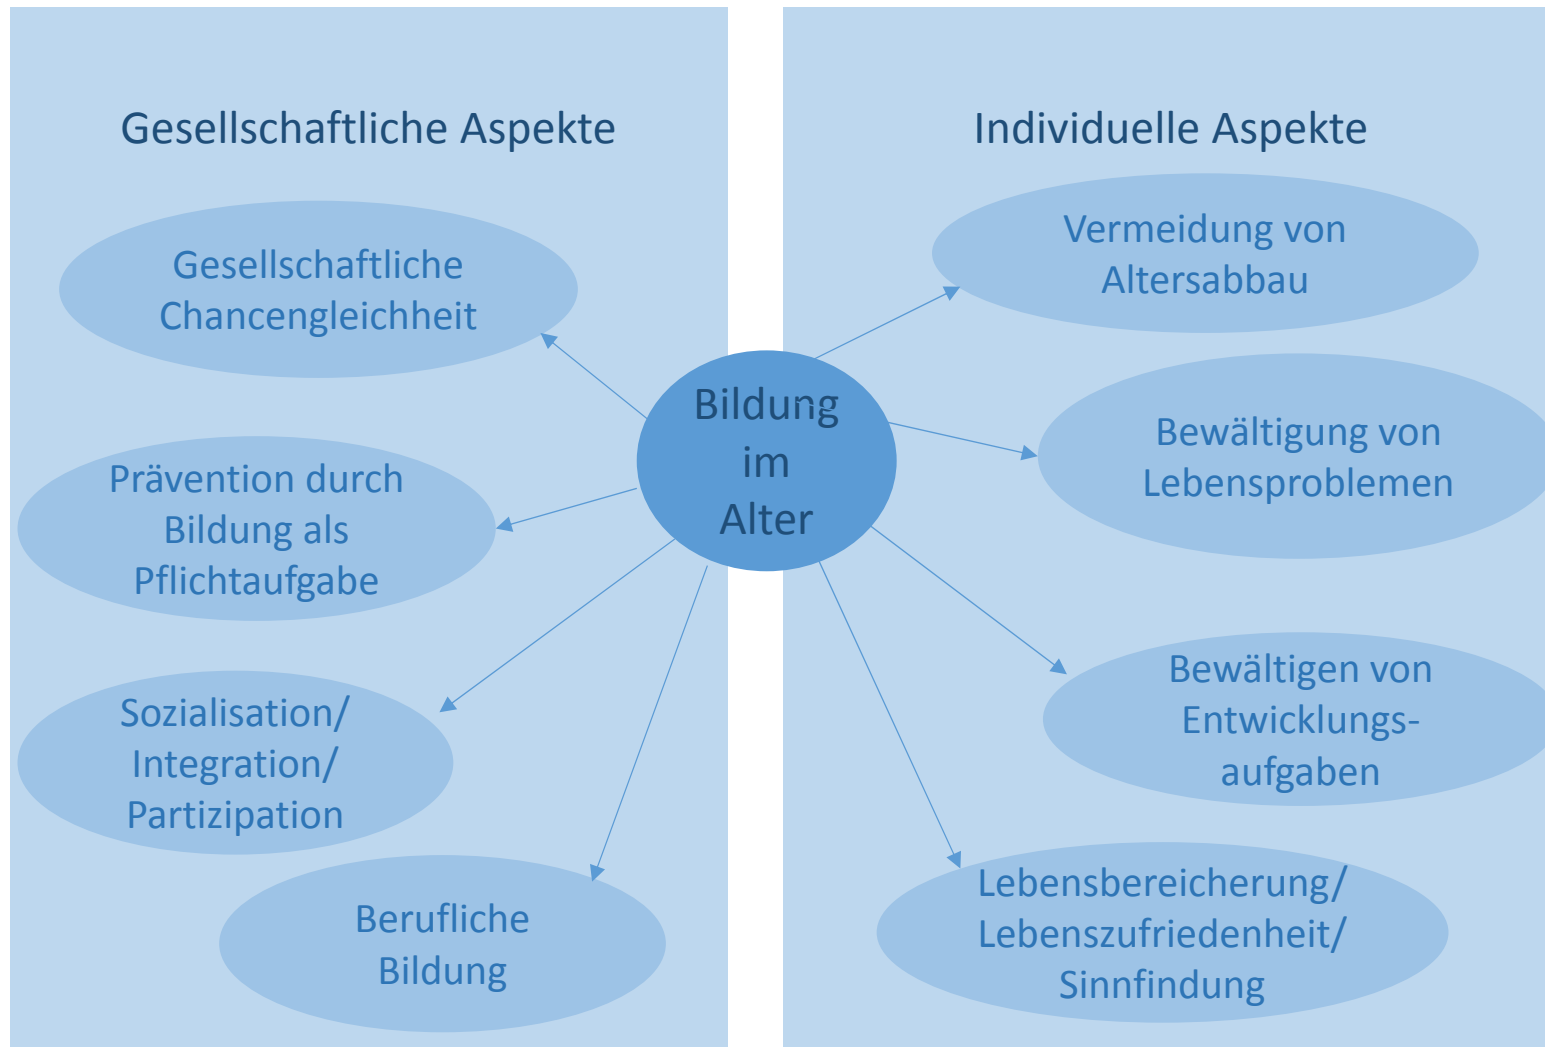 Gesellschaftliche Aspekte
Gesellschaftliche
Chancengleichheit
Prävention durch
Bildung als
Pflichtaufgabe
Sozialisation/
Integration/
Partizipation
Berufliche
Bildung
Bildung
im
Alter
Individuelle Aspekte
Vermeidung von
Altersabbau
Bewältigung von
Lebensproblemen
Bewältigen von
Entwicklungs-
aufgaben
Lebensbereicherung/
Lebenszufriedenheit/
Sinnfindung